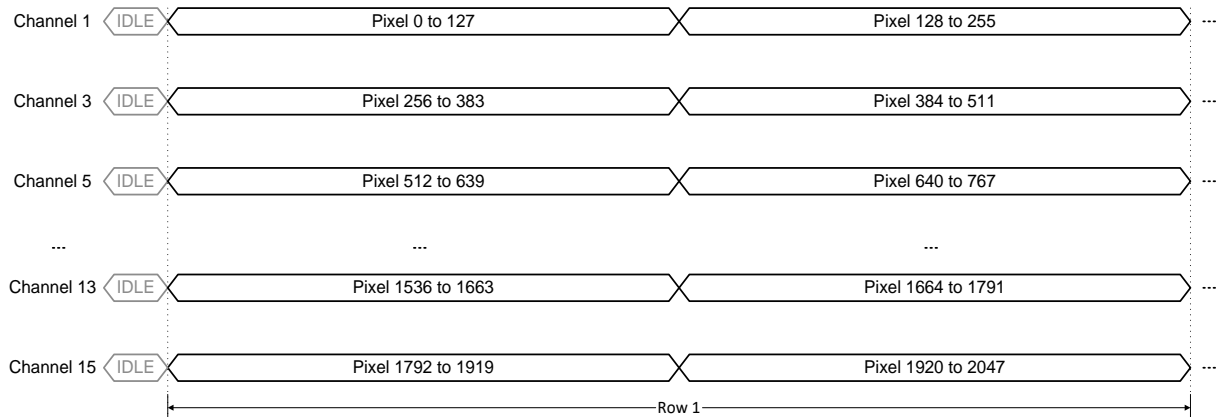 Channel 1 IDLE Pixel 0 to 127 Pixel 128 to 255 ...
Channel 3 IDLE Pixel 256 to 383 Pixel 384 to 511 ...
Channel 5 IDLE Pixel 512 to 639 Pixel 640 to 767 ...
... ... ...
Channel 13 IDLE Pixel 1536 to 1663 Pixel 1664 to 1791 ...
Channel 15 IDLE Pixel 1792 to 1919 Pixel 1920 to 2047 ...
Row 1